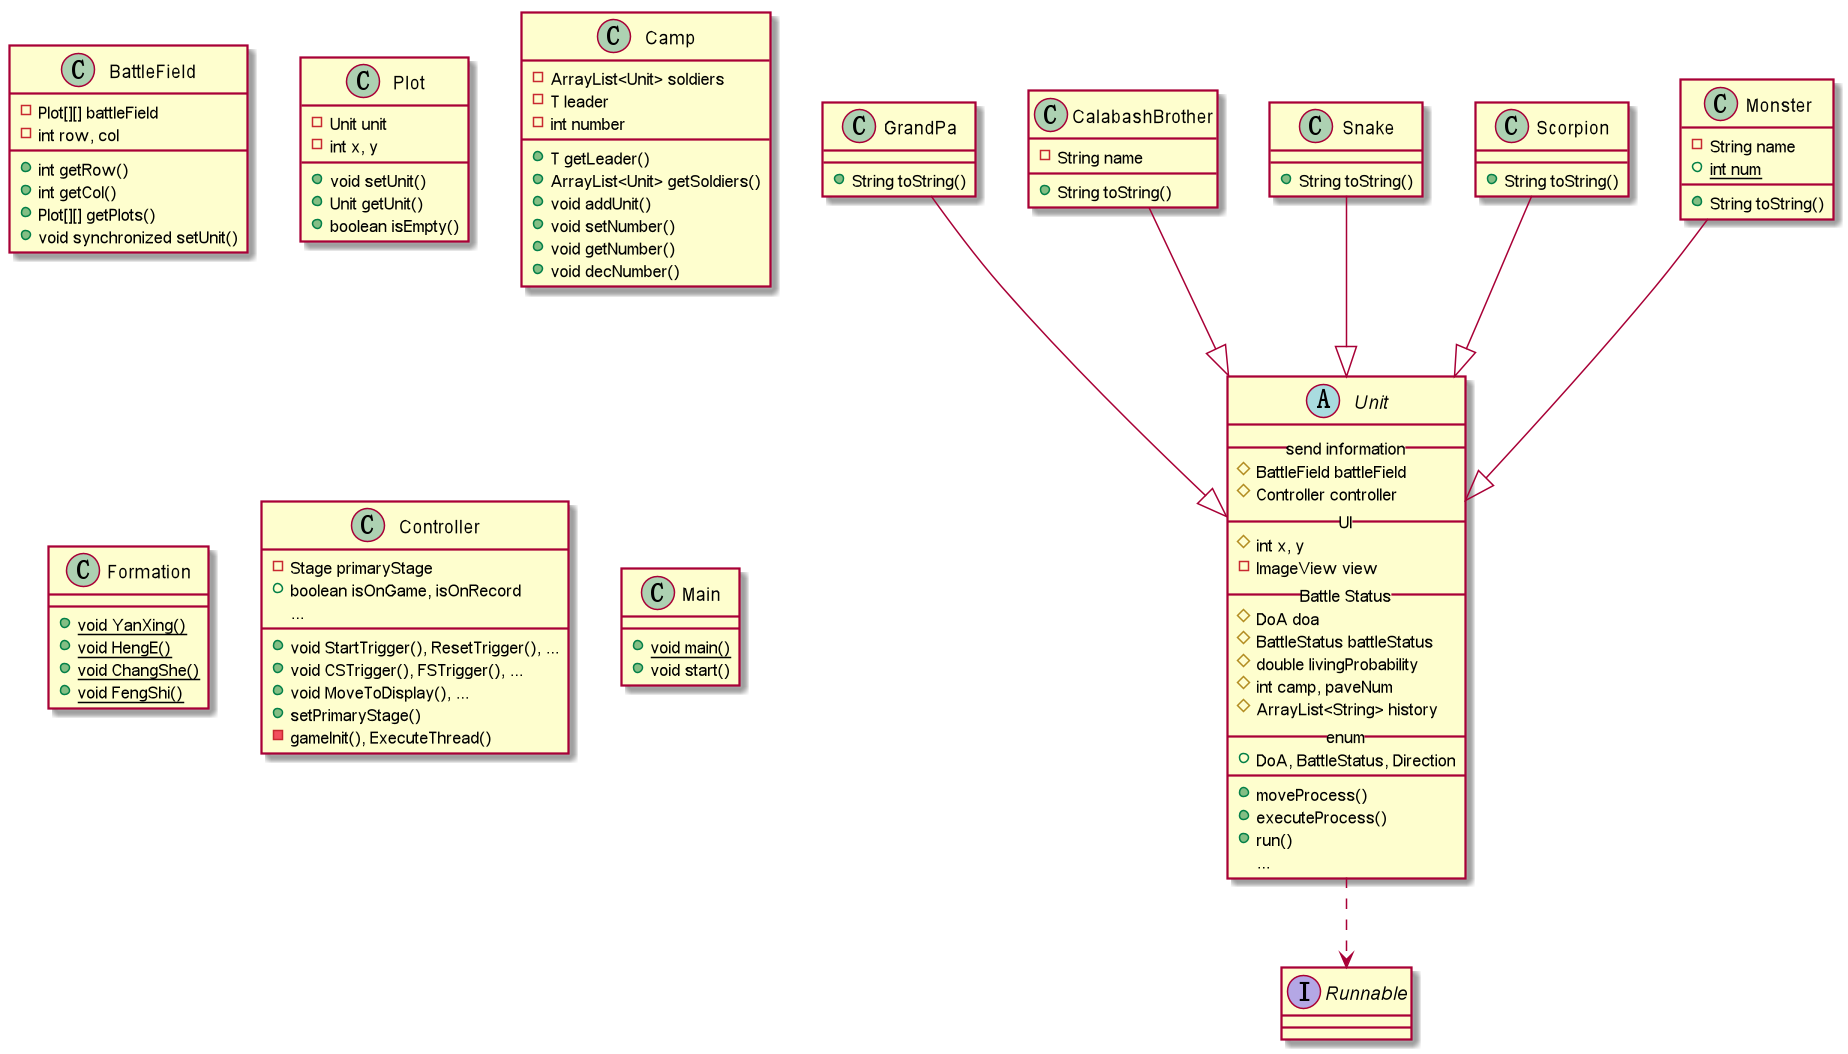 C BattleField
Plot[][] battleField
int row, col
int getRow()
int getCol()
Plot[][] getPlots()
void synchronized setUnit()
C Plot
Unit unit
int x, y
void setUnit()
Unit getUnit()
boolean isEmpty()
C Camp
ArrayList<Unit> soldiers
T leader
int number
T getLeader()
ArrayList<Unit> getSoldiers()
void addUnit()
void setNumber()
void getNumber()
void decNumber()
C GrandPa
String toString()
C CalabashBrother
String name
String toString()
C Snake
String toString()
C Scorpion
String toString()
C Monster
String name
int num
String toString()
C Formation
void YanXing()
void HengE()
void ChangShe()
void FengShi()
C Controller
Stage primaryStage
boolean isOnGame, isOnRecord
...
void StartTrigger(), ResetTrigger(), ...
void CSTrigger(), FSTrigger(), ...
void MoveToDisplay(), ...
setPrimaryStage()
gameInit(), ExecuteThread()
C Main
void main()
void start()
A Unit
send information
BattleField battleField
Controller controller
UI
int x, y
ImageView view
Battle Status
DoA doa
BattleStatus battleStatus
double livingProbability
int camp, paveNum
ArrayList<String> history
enum
DoA, BattleStatus, Direction
moveProcess()
executeProcess()
run()
...
I Runnable